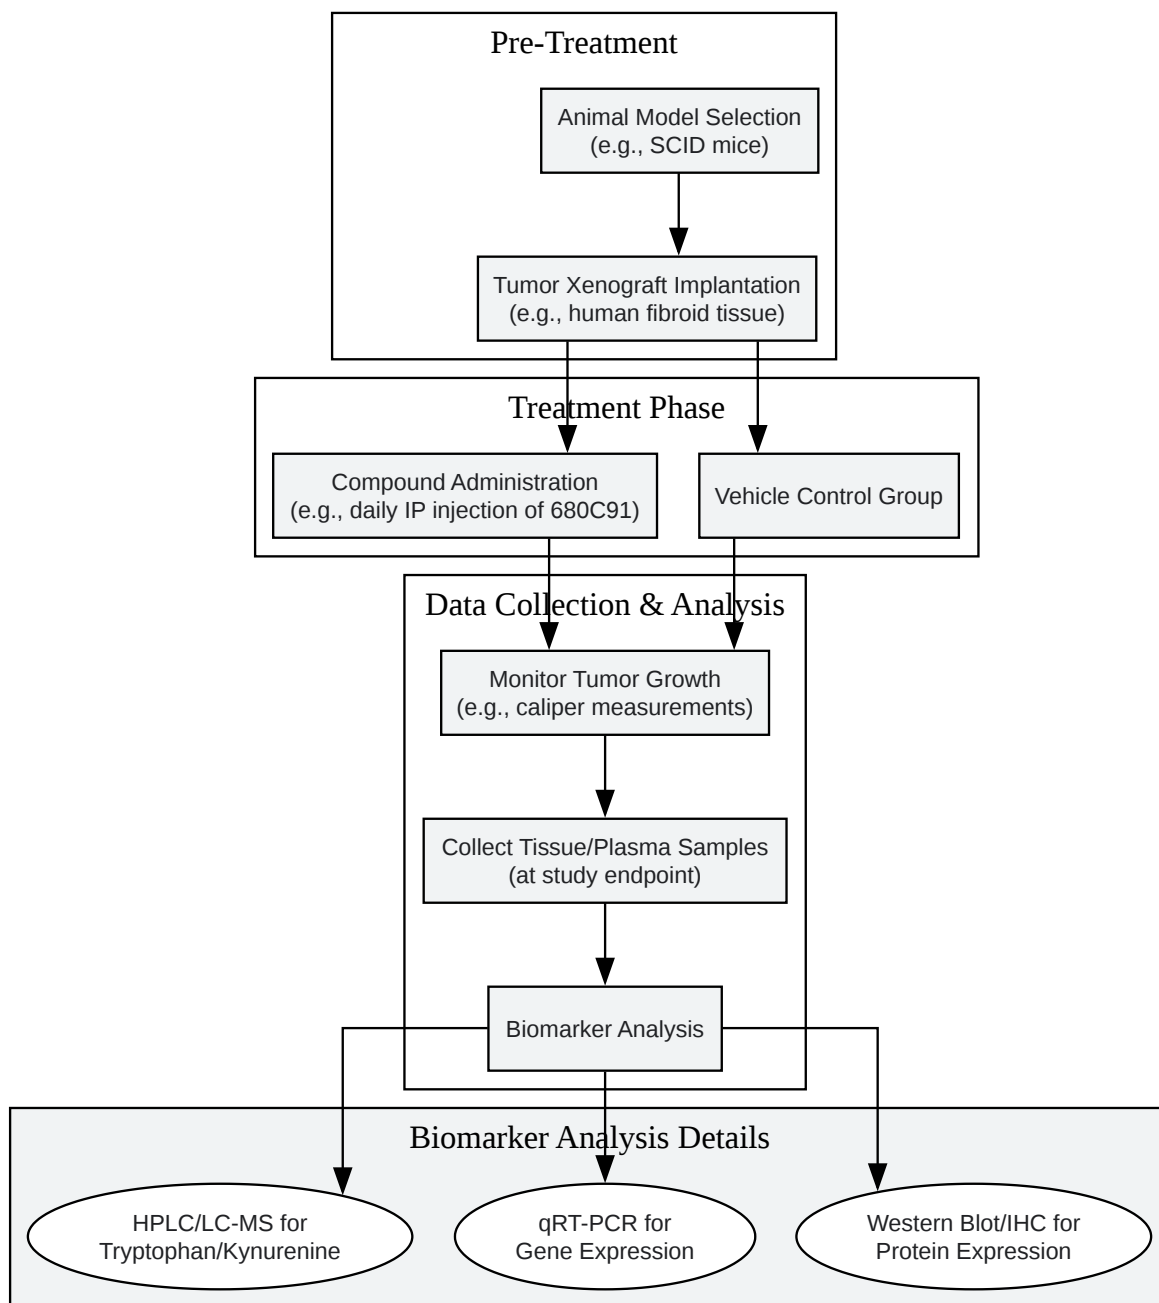 Pre-Treatment
Animal Model Selection
(e.g., SCID mice)
Tumor Xenograft Implantation
(e.g., human fibroid tissue)
Treatment Phase
Compound Administration
(e.g., daily IP injection of 680C91)
Vehicle Control Group
Data Collection & Analysis
Monitor Tumor Growth
(e.g., caliper measurements)
Collect Tissue/Plasma Samples
(at study endpoint)
Biomarker Analysis
Biomarker Analysis Details
HPLC/LC-MS for
Tryptophan/Kynurenine
qRT-PCR for
Gene Expression
Western Blot/IHC for
Protein Expression